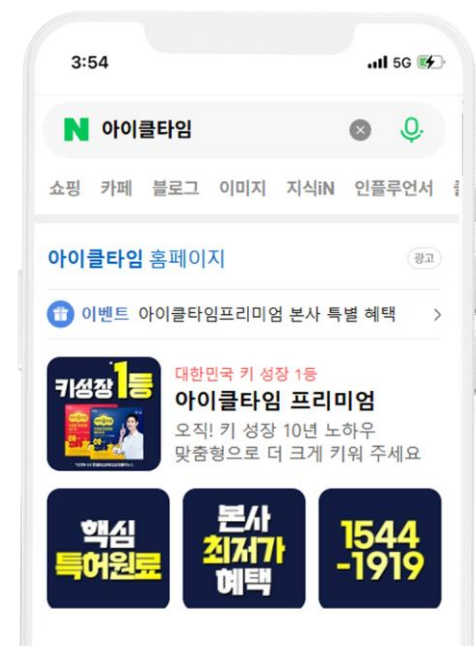 3:54
5G
N 아이클타임
쇼핑 카페 블로그 이미지 지식iN 인플루언서
아이클타임 홈페이지
광고
이벤트 아이클타임프리미엄 본사 특별 혜택
키성장 1등
대한민국 키 성장 1등
아이클타임 프리미엄
오직! 키 성장 10년 노하우
맞춤형으로 더 크게 키워 주세요
핵심
특허원료
본사
최저가
혜택
1544
-1919